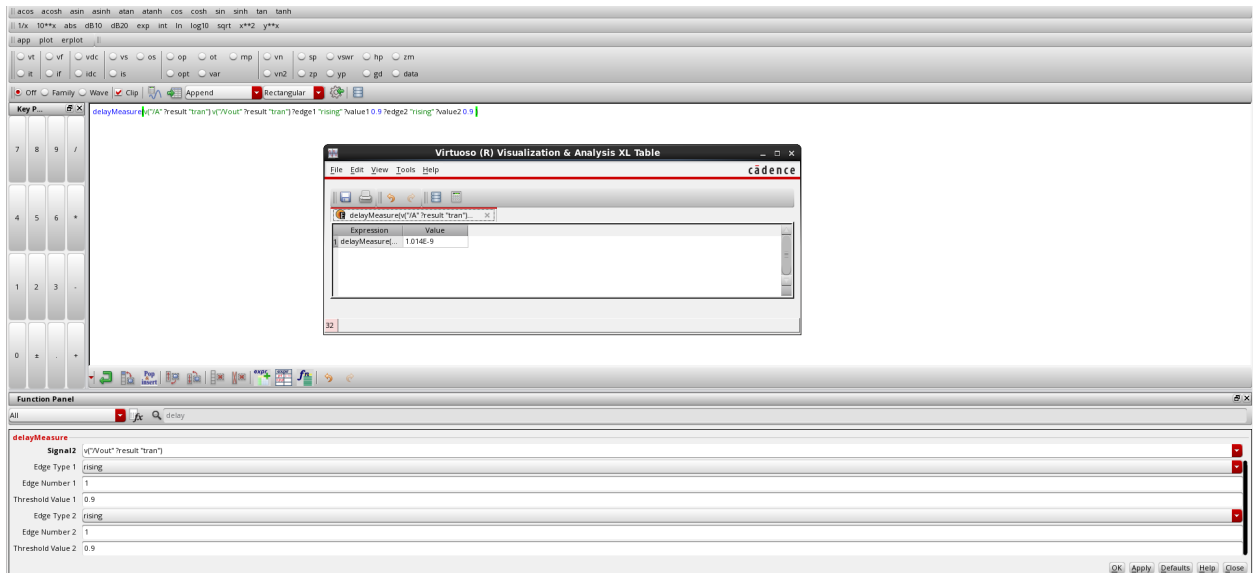 acos acosh asin asinh atan atanh cos cosh sin sinh tan tanh
1/x 10**x abs dB10 dB20 exp int ln log10 sqrt x**2 y**x
app plot erplot
vt vf vdc vs os op ot mp vn sp vswr hp zm
it if idc is opt var vn2 zp yp gd data
Off Family Wave Clip Append Rectangular
Key P...
delayMeasure(v("/A" ?result "tran") v("/Vout" ?result "tran") ?edge1 "rising" ?value1 0.9 ?edge2 "rising" ?value2 0.9 )
7 8 9 /
4 5 6 *
1 2 3 -
0 ± . +
Virtuoso (R) Visualization & Analysis XL Table
File Edit View Tools Help
cādence
delayMeasure(v("/A" ?result "tran")...
Expression Value
1 delayMeasure(... 1.014E-9
32
Pop
insert
expr
expr
Function Panel
All fx delay
delayMeasure
Signal2 v("/Vout" ?result "tran")
Edge Type 1 rising
Edge Number 1 1
Threshold Value 1 0.9
Edge Type 2 rising
Edge Number 2 1
Threshold Value 2 0.9
OK Apply Defaults Help Close